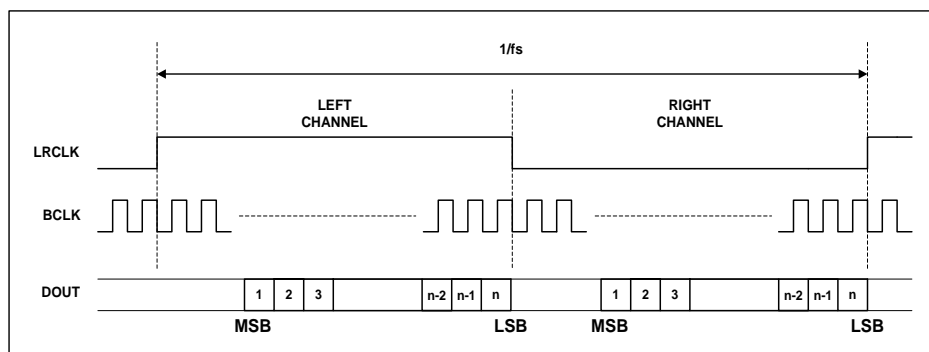 1/fs
LEFT
CHANNEL
RIGHT
CHANNEL
LRCLK
BCLK
DOUT
1 2 3 n-2 n-1 n 1 2 3 n-2 n-1 n
MSB LSB MSB LSB